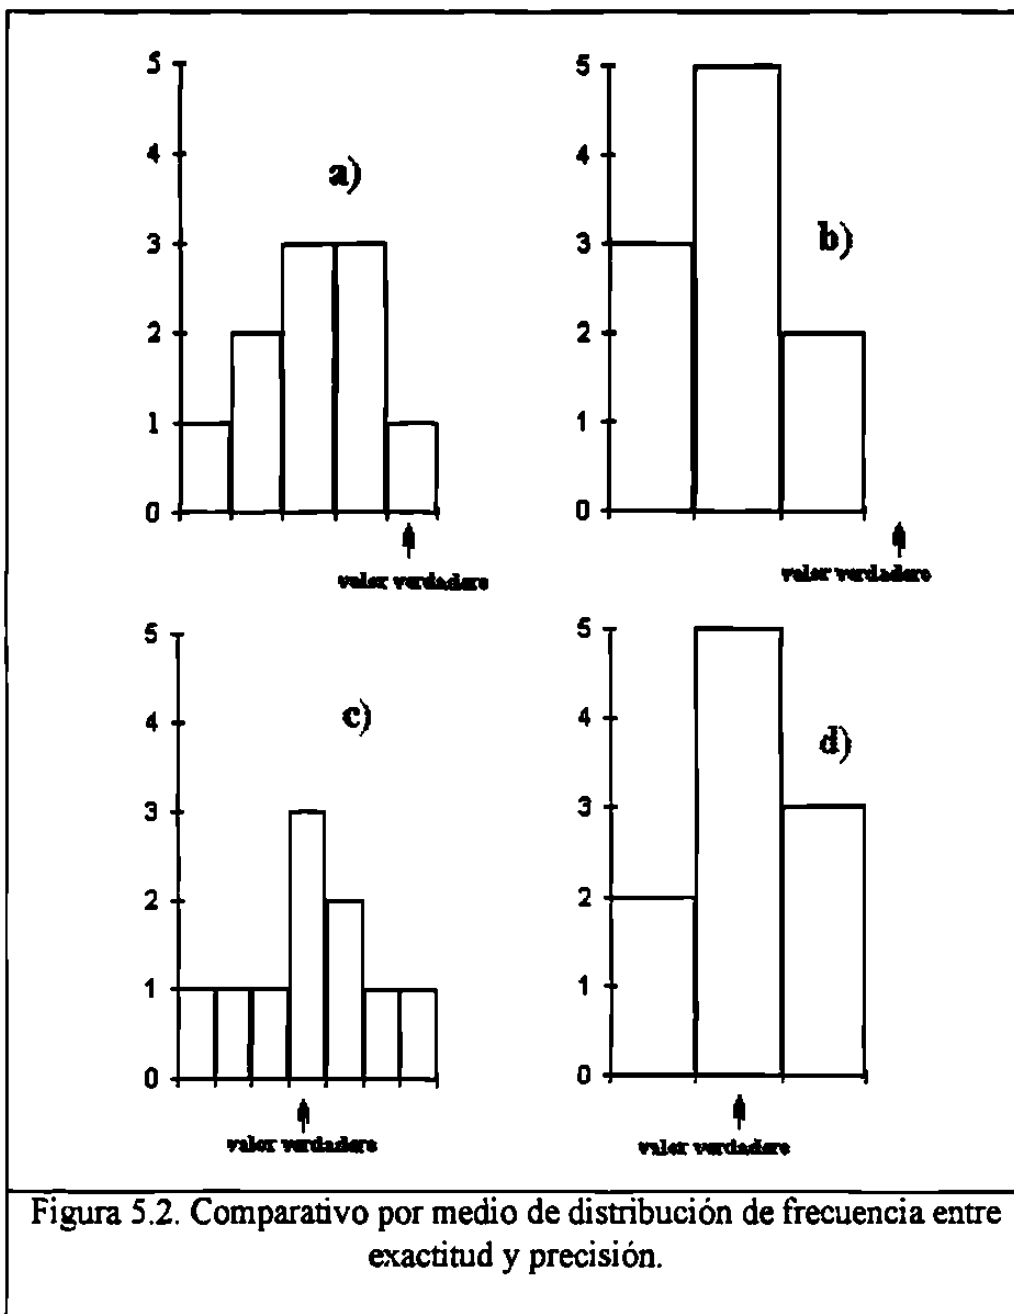 5
4
3
2
1
0
a)
valor verdadero
5
4
3
2
1
0
b)
valor verdadero
5
4
3
2
1
0
c)
valor verdadero
5
4
3
2
1
0
d)
valor verdadero
Figura 5.2. Comparativo por medio de distribución de frecuencia entre
exactitud y precisión.